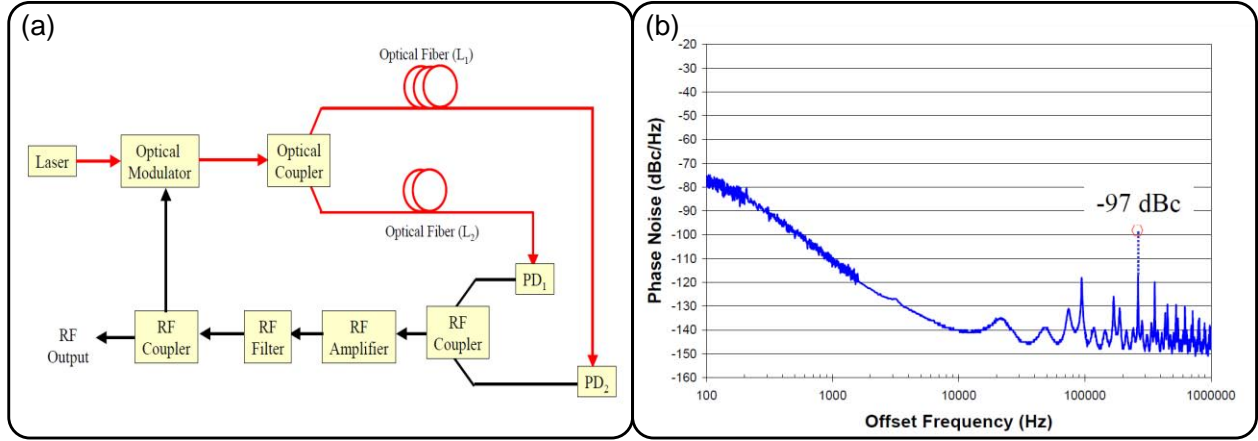 (a)
Optical Fiber (L₁)
Laser
Optical
Modulator
Optical
Coupler
Optical Fiber (L₂)
PD₁
RF
Output
RF
Coupler
RF
Filter
RF
Amplifier
RF
Coupler
PD₂
(b)
Phase Noise (dBc/Hz)
-20
-30
-40
-50
-60
-70
-80
-90
-100
-110
-120
-130
-140
-150
-160
-97 dBc
100
1000
10000
100000
1000000
Offset Frequency (Hz)